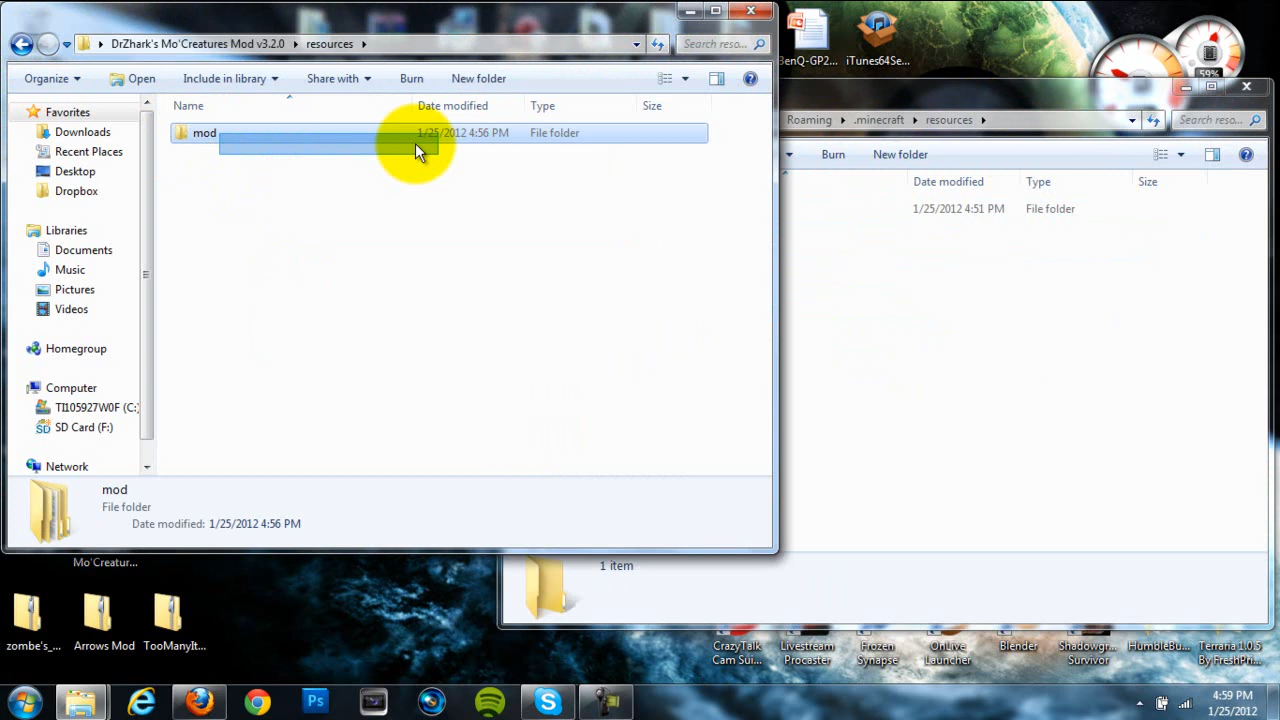 DrZhark's Mo'Creatures Mod v3.2.0 resources
Search reso...
Organize Open Include in library Share with Burn New folder
Name Date modified Type Size
mod 1/25/2012 4:56 PM File folder
Favorites
Downloads
Recent Places
Desktop
Dropbox
Libraries
Documents
Music
Pictures
Videos
Homegroup
Computer
TI105927W0F (C:)
SD Card (F:)
Network
mod
File folder
Date modified: 1/25/2012 4:56 PM
BenQ-GP2...
iTunes64Se...
59%
Roaming .minecraft resources
Search reso...
Burn New folder
Date modified Type Size
1/25/2012 4:51 PM File folder
1 item
Mo'Creatur...
zombe's_...
Arrows Mod
TooManyIt...
CrazyTalk
Cam Sui...
Livestream
Procaster
Frozen
Synapse
OnLive
Launcher
Blender
Shadowgr...
Survivor
HumbleBu...
Terraria 1.0.5
By FreshPri...
Ps
4:59 PM
1/25/2012